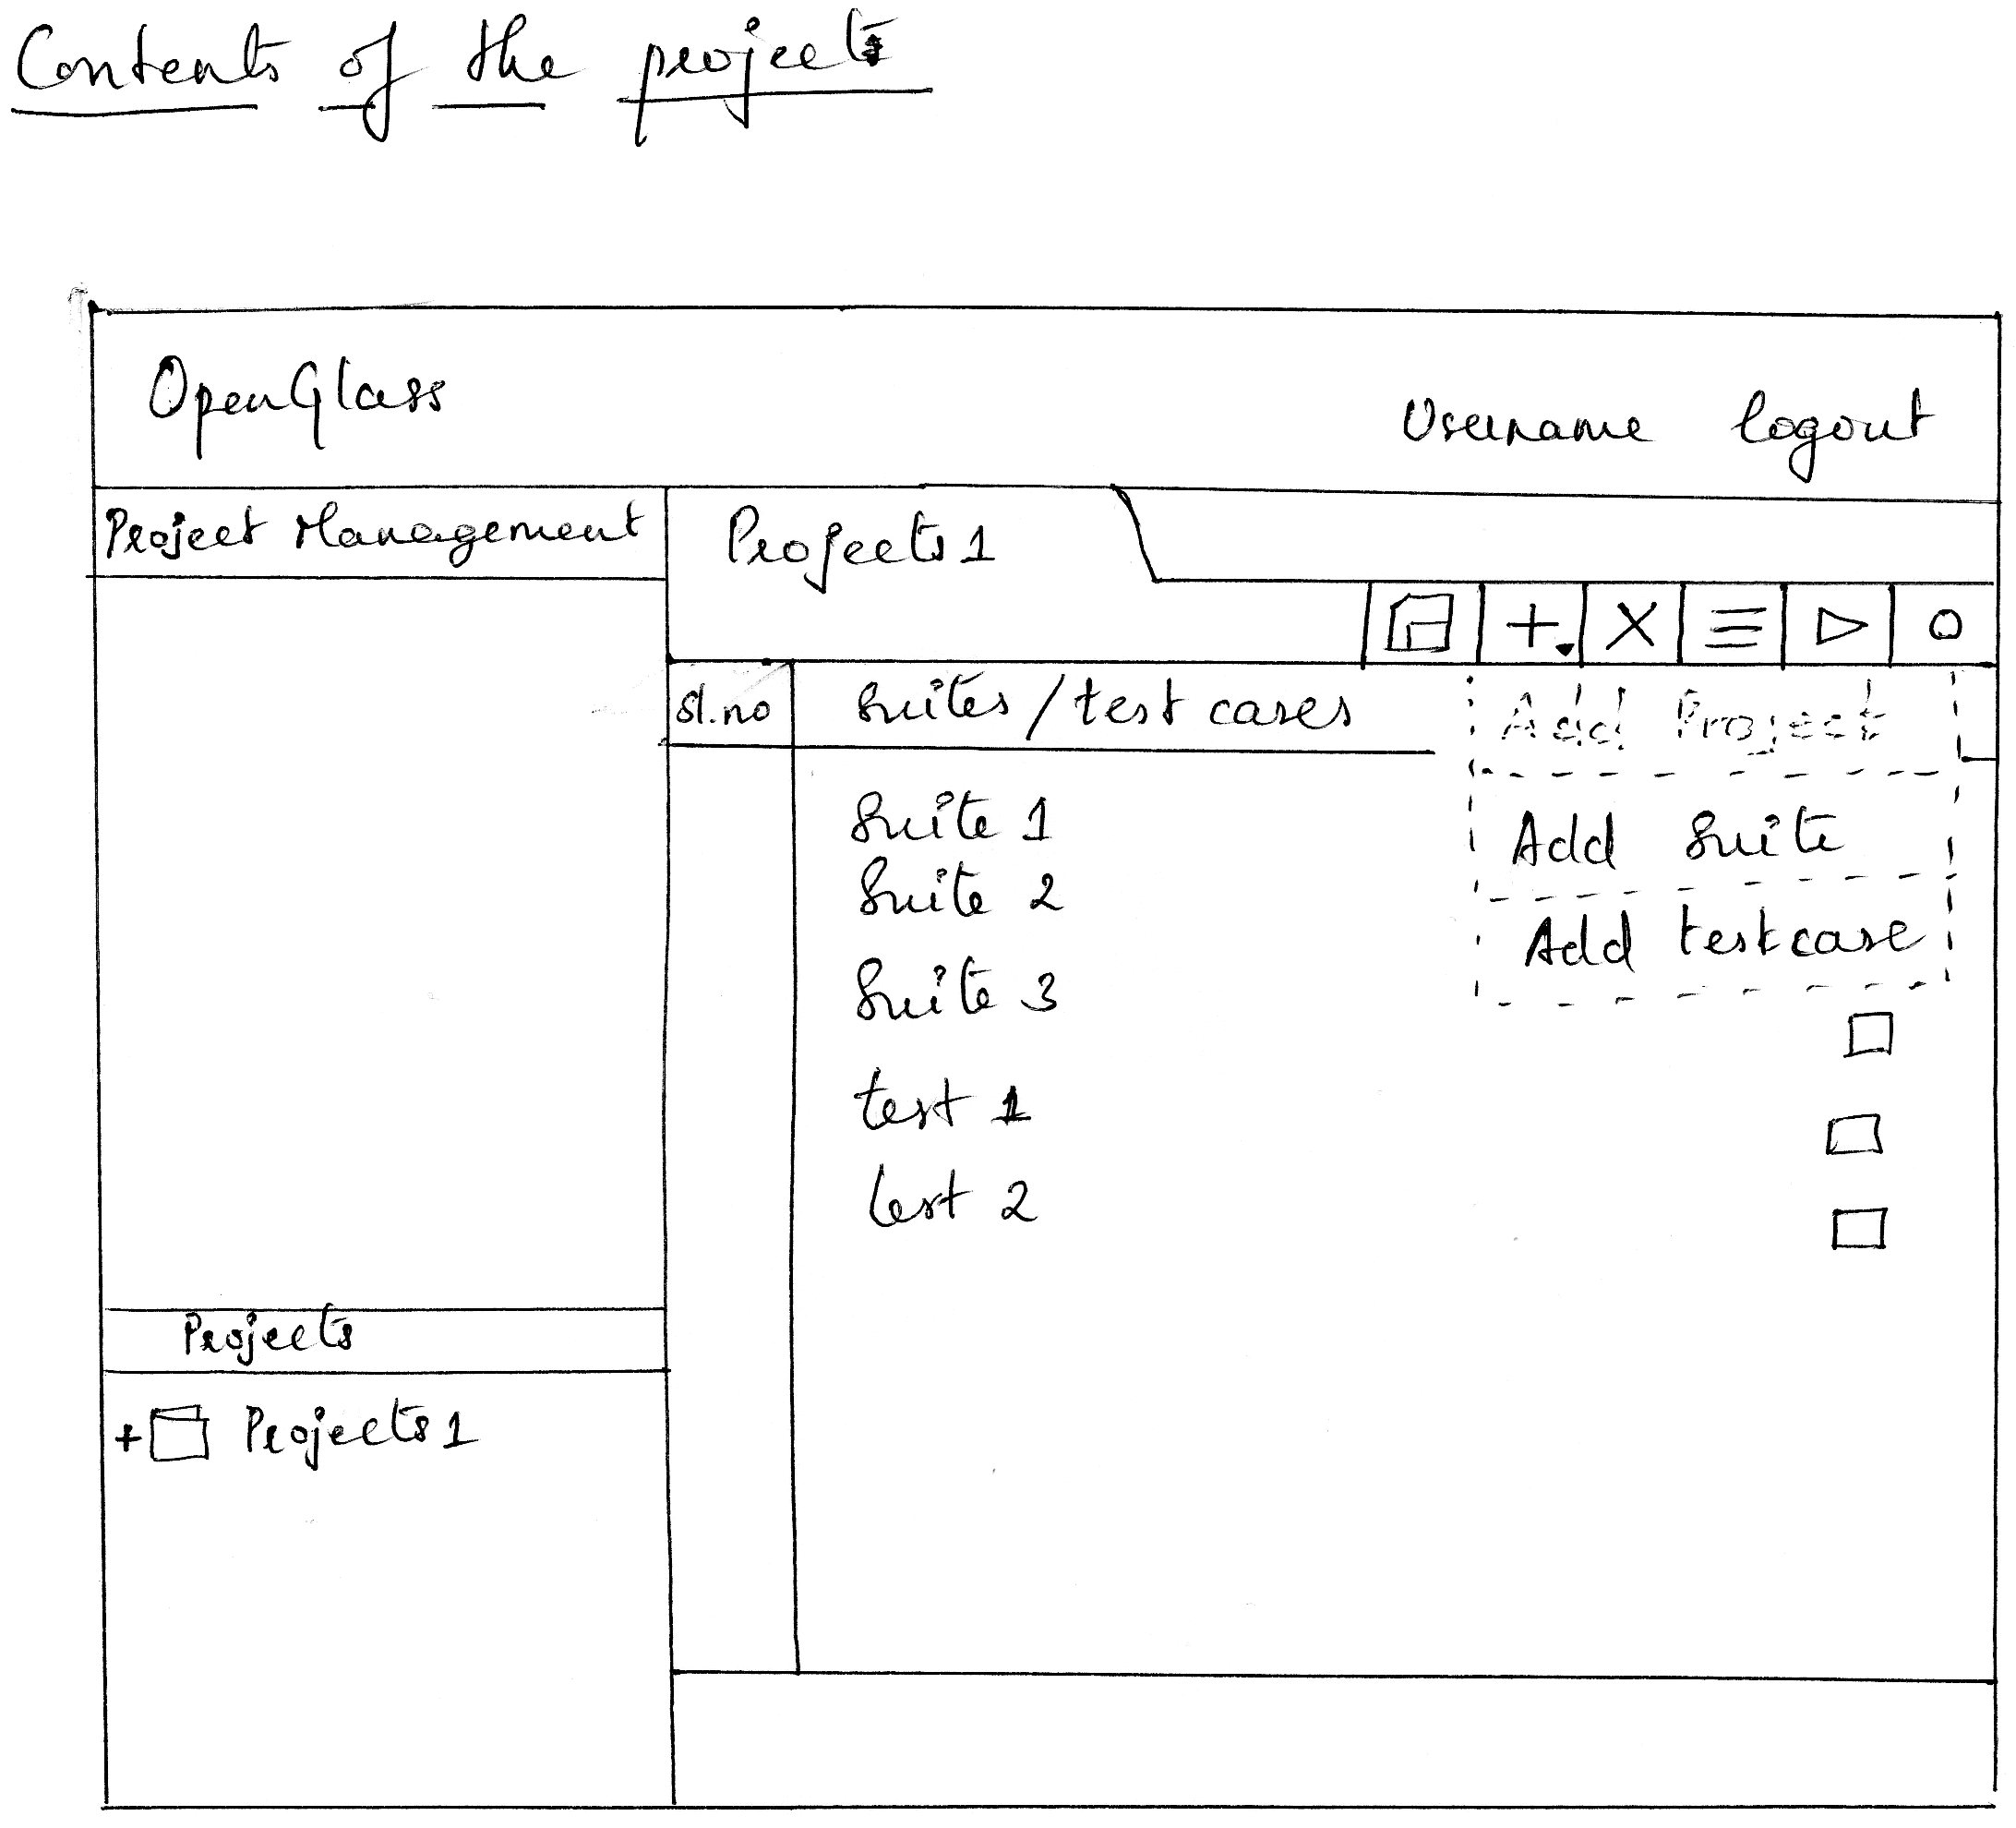 Contents of the project
OpenGlass
Username logout
Project Management
Projects 1
Sl.no
Suites / test cases
Add Project
Add Suite
Add testcase
Suite 1
Suite 2
Suite 3
test 1
test 2
Projects
+ Projects 1